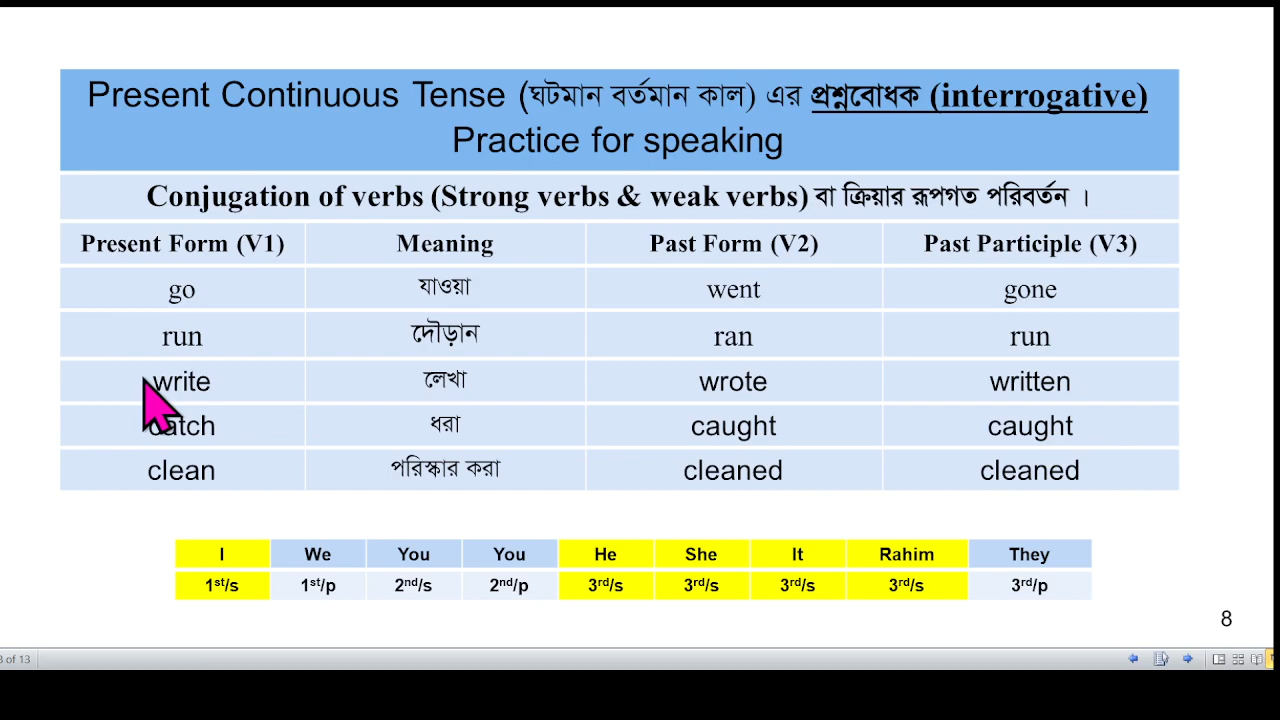 Present Continuous Tense (ঘটমান বর্তমান কাল) এর প্রশ্নবোধক (interrogative)
Practice for speaking
Conjugation of verbs (Strong verbs & weak verbs) বা ক্রিয়ার রূপগত পরিবর্তন ।
Present Form (V1) Meaning Past Form (V2) Past Participle (V3)
go যাওয়া went gone
run দৌড়ান ran run
write লেখা wrote written
catch ধরা caught caught
clean পরিস্কার করা cleaned cleaned
I We You You He She It Rahim They
1st/s 1st/p 2nd/s 2nd/p 3rd/s 3rd/s 3rd/s 3rd/s 3rd/p
8
of 13